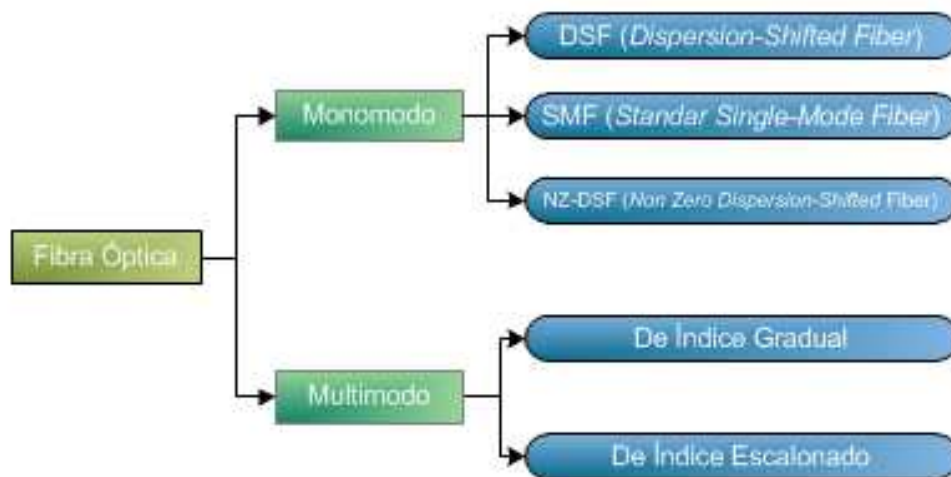 DSF (Dispersion-Shifted Fiber)
Monomodo
SMF (Standar Single-Mode Fiber)
NZ-DSF (Non Zero Dispersion-Shifted Fiber)
Fibra Óptica
De Índice Gradual
Multimodo
De Índice Escalonado